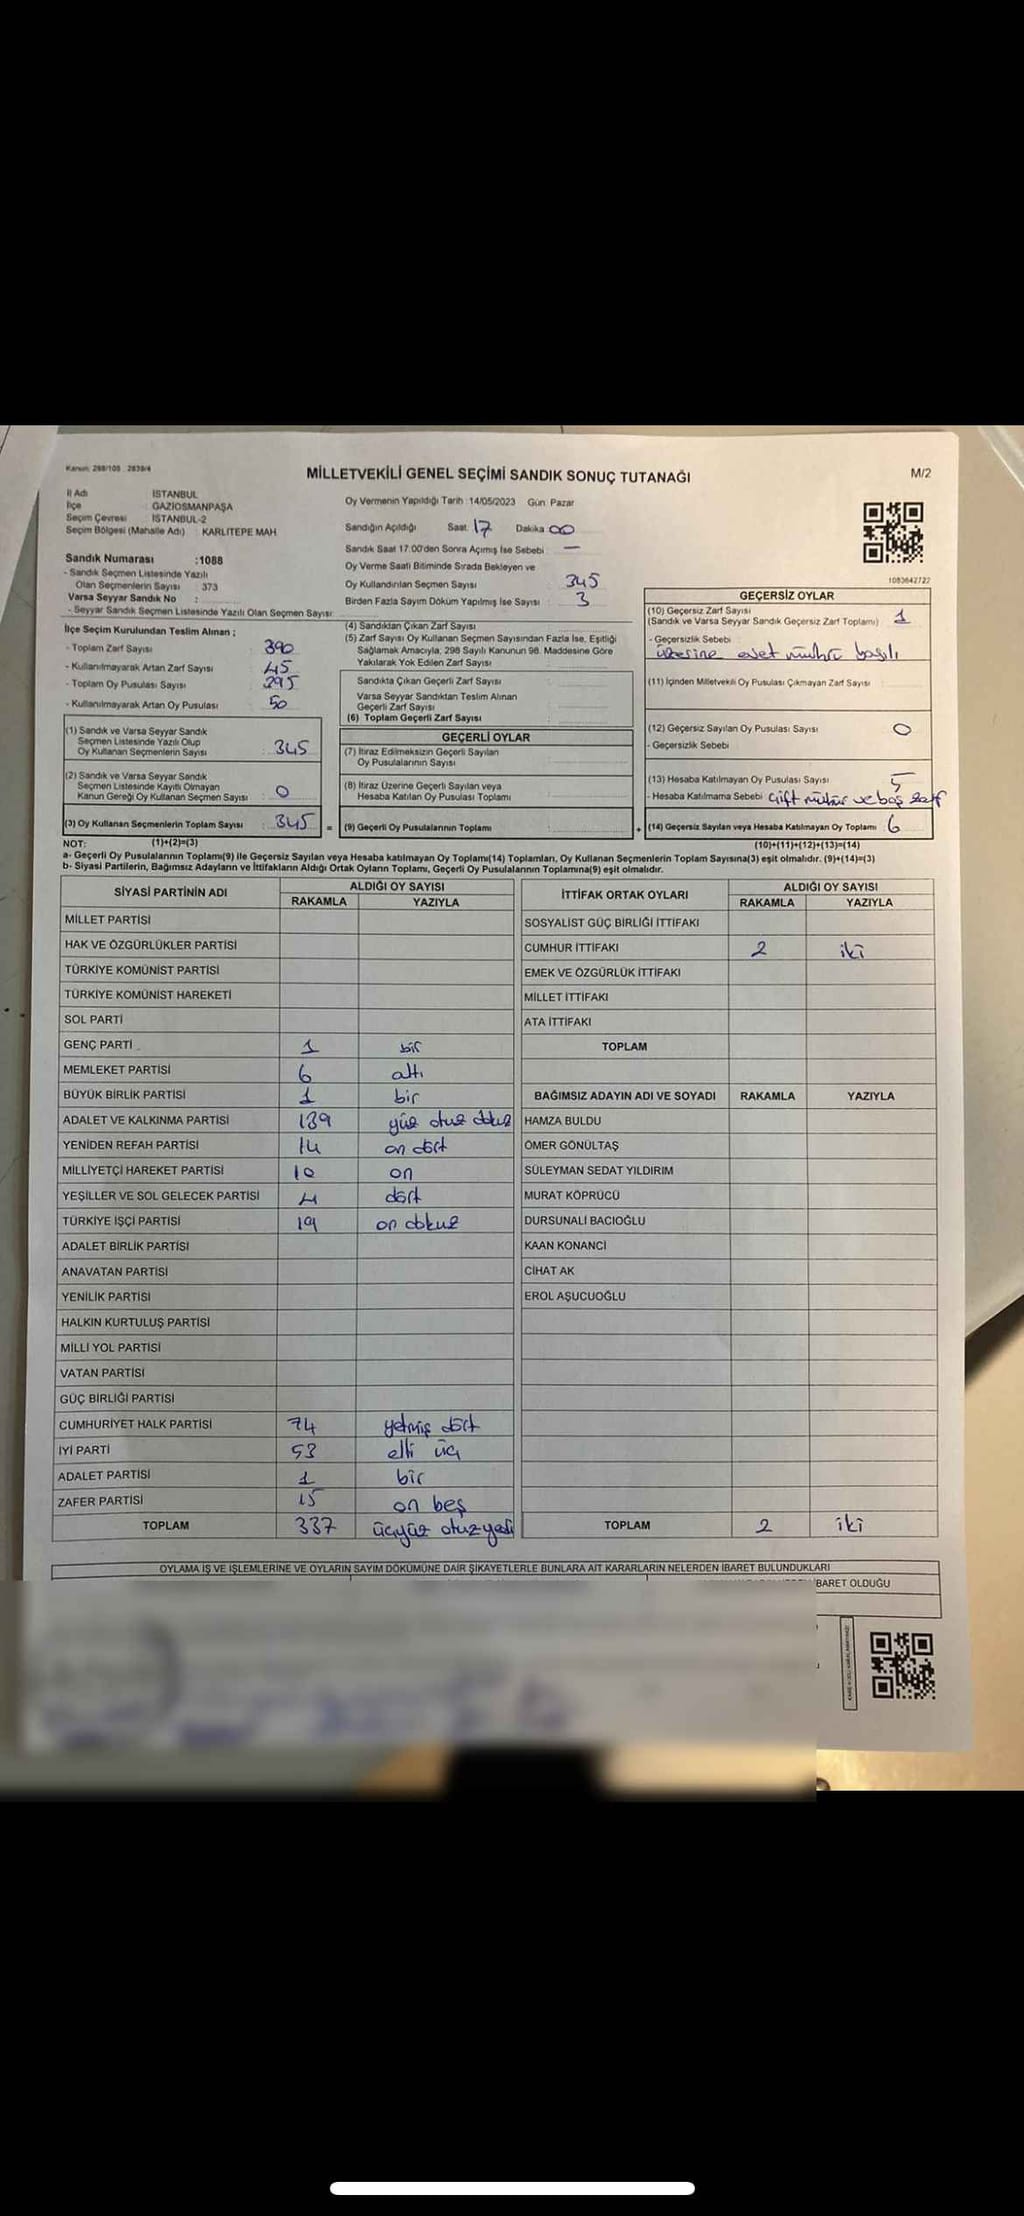 Kanun: 298/105 , 2839/4
MİLLETVEKİLİ GENEL SEÇİMİ SANDIK SONUÇ TUTANAĞI
M/2
İl Adı İSTANBUL
İlçe GAZİOSMANPAŞA
Seçim Çevresi : İSTANBUL-2
Seçim Bölgesi (Mahalle Adı) : KARLITEPE MAH
Sandık Numarası :1088
- Sandık Seçmen Listesinde Yazılı
Olan Seçmenlerin Sayısı : 373
Varsa Seyyar Sandık No :
- Seyyar Sandık Seçmen Listesinde Yazılı Olan Seçmen Sayısı:
Oy Vermenin Yapıldığı Tarih :14/05/2023 Gün: Pazar
Sandığın Açıldığı Saat: 17 Dakika 00
Sandık Saat 17:00'den Sonra Açımış İse Sebebi : —
Oy Verme Saati Bitiminde Sırada Bekleyen ve
Oy Kullandırılan Seçmen Sayısı : 345
Birden Fazla Sayım Döküm Yapılmış İse Sayısı : 3
1083642722
İlçe Seçim Kurulundan Teslim Alınan ;
- Toplam Zarf Sayısı 390
- Kullanılmayarak Artan Zarf Sayısı 45
- Toplam Oy Pusulası Sayısı 295
- Kullanılmayarak Artan Oy Pusulası 50
(1) Sandık ve Varsa Seyyar Sandık
Seçmen Listesinde Yazılı Olup
Oy Kullanan Seçmenlerin Sayısı : 345
(2) Sandık ve Varsa Seyyar Sandık
Seçmen Listesinde Kayıtlı Olmayan
Kanun Gereği Oy Kullanan Seçmen Sayısı : 0
(3) Oy Kullanan Seçmenlerin Toplam Sayısı : 345 =
(4) Sandıktan Çıkan Zarf Sayısı :
(5) Zarf Sayısı Oy Kullanan Seçmen Sayısından Fazla İse, Eşitliği
Sağlamak Amacıyla, 298 Sayılı Kanunun 98. Maddesine Göre
Yakılarak Yok Edilen Zarf Sayısı :
Sandıkta Çıkan Geçerli Zarf Sayısı :
Varsa Seyyar Sandıktan Teslim Alınan
Geçerli Zarf Sayısı :
(6) Toplam Geçerli Zarf Sayısı :
GEÇERLİ OYLAR
(7) İtiraz Edilmeksizin Geçerli Sayılan
Oy Pusulalarının Sayısı :
(8) İtiraz Üzerine Geçerli Sayılan veya
Hesaba Katılan Oy Pusulası Toplamı :
(9) Geçerli Oy Pusulalarının Toplamı : +
GEÇERSİZ OYLAR
(10) Geçersiz Zarf Sayısı
(Sandık ve Varsa Seyyar Sandık Geçersiz Zarf Toplamı) : 1
- Geçersizlik Sebebi :
üzerine evet mührü basılı
(11) İçinden Milletvekili Oy Pusulası Çıkmayan Zarf Sayısı :
(12) Geçersiz Sayılan Oy Pusulası Sayısı 0
- Geçersizlik Sebebi
(13) Hesaba Katılmayan Oy Pusulası Sayısı 5
- Hesaba Katılmama Sebebi : çift mühür ve boş zarf
(14) Geçersiz Sayılan veya Hesaba Katılmayan Oy Toplamı : 6
NOT: (1)+(2)=(3)
(10)+(11)+(12)+(13)=(14)
a- Geçerli Oy Pusulalarının Toplamı(9) ile Geçersiz Sayılan veya Hesaba katılmayan Oy Toplamı(14) Toplamları, Oy Kullanan Seçmenlerin Toplam Sayısına(3) eşit olmalıdır. (9)+(14)=(3)
b- Siyasi Partilerin, Bağımsız Adayların ve İttifakların Aldığı Ortak Oyların Toplamı, Geçerli Oy Pusulalarının Toplamına(9) eşit olmalıdır.
SİYASİ PARTİNİN ADI ALDIĞI OY SAYISI
RAKAMLA YAZIYLA
MİLLET PARTİSİ
HAK VE ÖZGÜRLÜKLER PARTİSİ
TÜRKİYE KOMÜNİST PARTİSİ
TÜRKİYE KOMÜNİST HAREKETİ
SOL PARTİ
GENÇ PARTİ 1 bir
MEMLEKET PARTİSİ 6 altı
BÜYÜK BİRLİK PARTİSİ 1 bir
ADALET VE KALKINMA PARTİSİ 139 yüz otuz dokuz
YENİDEN REFAH PARTİSİ 14 on dört
MİLLİYETÇİ HAREKET PARTİSİ 10 on
YEŞİLLER VE SOL GELECEK PARTİSİ 4 dört
TÜRKİYE İŞÇİ PARTİSİ 19 on dokuz
ADALET BİRLİK PARTİSİ
ANAVATAN PARTİSİ
YENİLİK PARTİSİ
HALKIN KURTULUŞ PARTİSİ
MİLLİ YOL PARTİSİ
VATAN PARTİSİ
GÜÇ BİRLİĞİ PARTİSİ
CUMHURİYET HALK PARTİSİ 74 yetmiş dört
İYİ PARTİ 53 elli üç
ADALET PARTİSİ 1 bir
ZAFER PARTİSİ 15 on beş
TOPLAM 337 üçyüz otuz yedi
İTTİFAK ORTAK OYLARI ALDIĞI OY SAYISI
RAKAMLA YAZIYLA
SOSYALİST GÜÇ BİRLİĞİ İTTİFAKI
CUMHUR İTTİFAKI 2 iki
EMEK VE ÖZGÜRLÜK İTTİFAKI
MİLLET İTTİFAKI
ATA İTTİFAKI
TOPLAM
BAĞIMSIZ ADAYIN ADI VE SOYADI RAKAMLA YAZIYLA
HAMZA BULDU
ÖMER GÖNÜLTAŞ
SÜLEYMAN SEDAT YILDIRIM
MURAT KÖPRÜCÜ
DURSUNALİ BACIOĞLU
KAAN KONANCİ
CİHAT AK
EROL AŞUCUOĞLU
TOPLAM 2 iki
OYLAMA İŞ VE İŞLEMLERİNE VE OYLARIN SAYIM DÖKÜMÜNE DAİR ŞİKAYETLERLE BUNLARA AİT KARARLARIN NELERDEN İBARET BULUNDUKLARI
BARET OLDUĞU